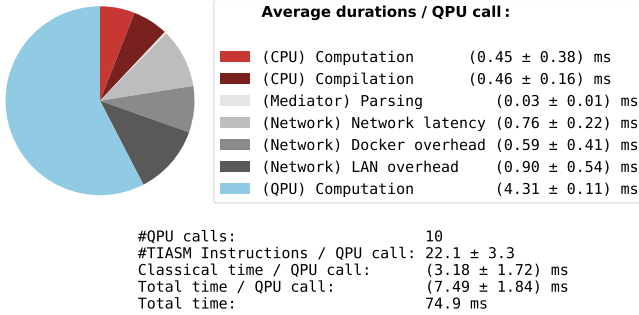 Average durations / QPU call:
(CPU) Computation (0.45 ± 0.38) ms
(CPU) Compilation (0.46 ± 0.16) ms
(Mediator) Parsing (0.03 ± 0.01) ms
(Network) Network latency (0.76 ± 0.22) ms
(Network) Docker overhead (0.59 ± 0.41) ms
(Network) LAN overhead (0.90 ± 0.54) ms
(QPU) Computation (4.31 ± 0.11) ms
#QPU calls: 10
#TIASM Instructions / QPU call: 22.1 ± 3.3
Classical time / QPU call: (3.18 ± 1.72) ms
Total time / QPU call: (7.49 ± 1.84) ms
Total time: 74.9 ms